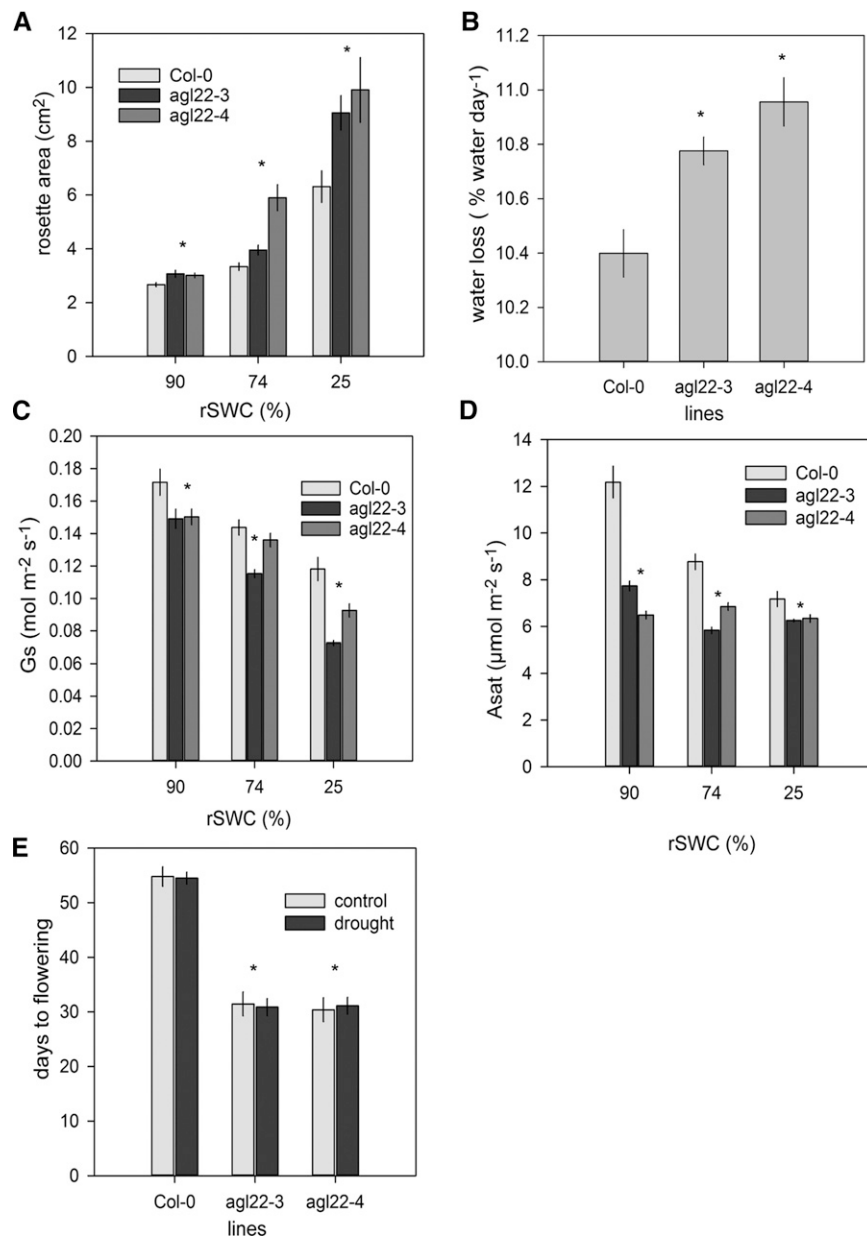 A
rosette area (cm²)
12
10
8
6
4
2
0
Col-0
agl22-3
agl22-4
*
*
*
90
74
25
rSWC (%)
B
water loss ( % water day⁻¹)
11.2
11.0
10.8
10.6
10.4
10.2
10.0
*
*
Col-0
agl22-3
agl22-4
lines
C
Gs (mol m⁻² s⁻¹)
0.20
0.18
0.16
0.14
0.12
0.10
0.08
0.06
0.04
0.02
0.00
Col-0
agl22-3
agl22-4
*
*
*
90
74
25
rSWC (%)
D
Asat (µmol m⁻² s⁻¹)
14
12
10
8
6
4
2
0
Col-0
agl22-3
agl22-4
*
*
*
90
74
25
rSWC (%)
E
days to flowering
60
50
40
30
20
10
0
control
drought
*
*
Col-0
agl22-3
agl22-4
lines